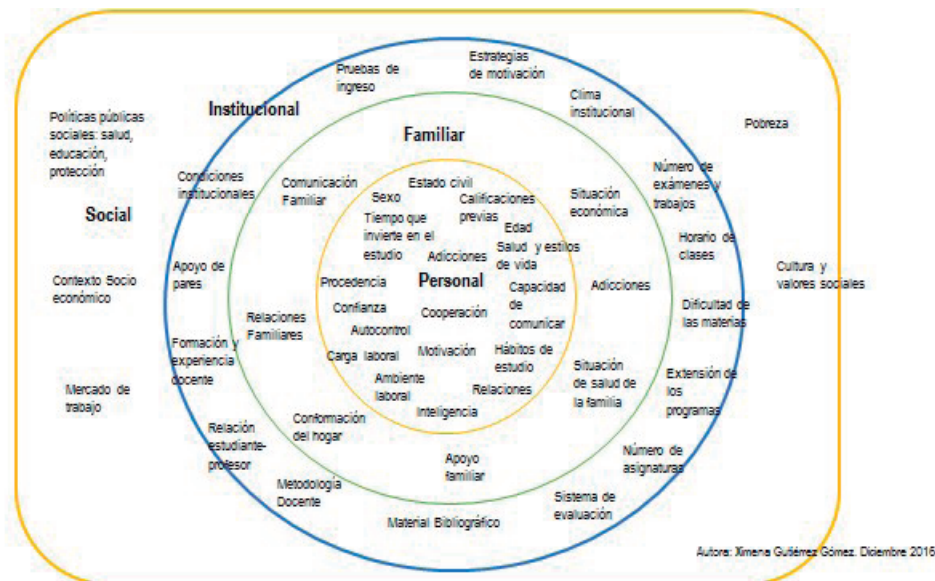 Estrategias
de motivación
Pruebas de
ingreso
Clima
institucional
Institucional
Políticas públicas
sociales: salud,
educación,
protección
Pobreza
Familiar
Número de
exámenes y
trabajos
Condiciones
institucionales
Comunicación
Familiar
Estado civil
Sexo
Calificaciones
previas
Situación
económica
Social
Tiempo que
invierte en el
estudio
Edad
Salud y estilos
de vida
Horario de
clases
Adicciones
Apoyo de
pares
Contexto Socio
económico
Procedencia
Personal
Capacidad
de
comunicar
Adicciones
Cultura y
valores sociales
Confianza
Cooperación
Dificultad de
las materias
Relaciones
Familiares
Autocontrol
Formación y
experiencia
docente
Carga laboral
Motivación
Hábitos de
estudio
Situación
de salud de
la familia
Extensión de
los
programas
Mercado de
trabajo
Ambiente
laboral
Relaciones
Inteligencia
Relación
estudiante-
profesor
Conformación
del hogar
Apoyo
familiar
Número de
asignaturas
Metodología
Docente
Sistema de
evaluación
Material Bibliográfico
Autora: Ximena Gutiérrez Gómez. Diciembre 2016